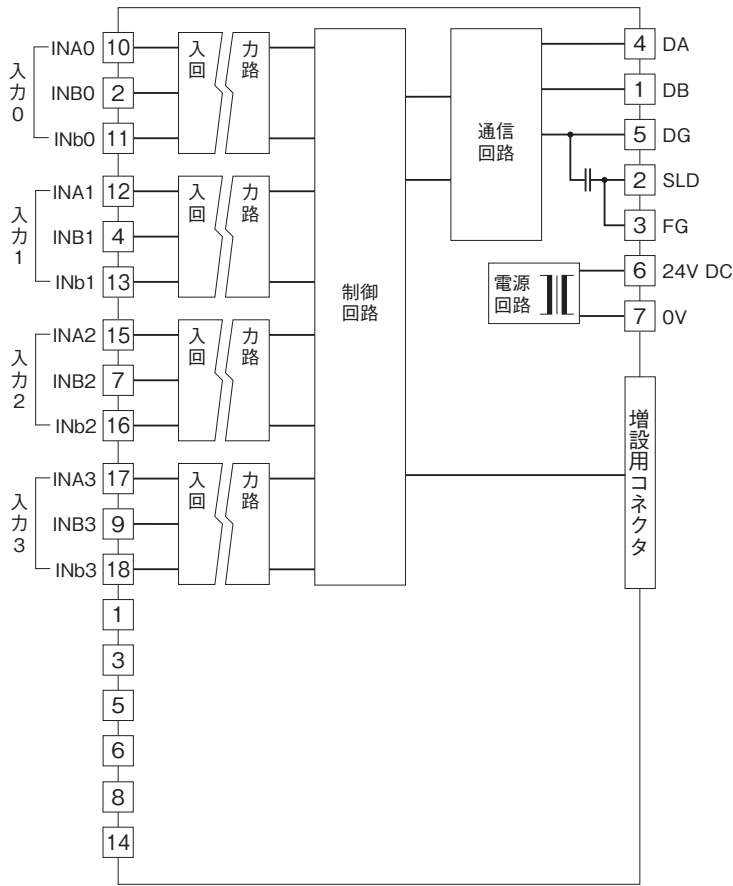 入力0
INA0 10
INB0 2
INb0 11
入回
力路
入力1
INA1 12
INB1 4
INb1 13
入回
力路
入力2
INA2 15
INB2 7
INb2 16
入回
力路
入力3
INA3 17
INB3 9
INb3 18
入回
力路
1
3
5
6
8
14
制御
回路
通信
回路
4 DA
1 DB
5 DG
2 SLD
3 FG
電源
回路
6 24V DC
7 0V
増設用コネクタ